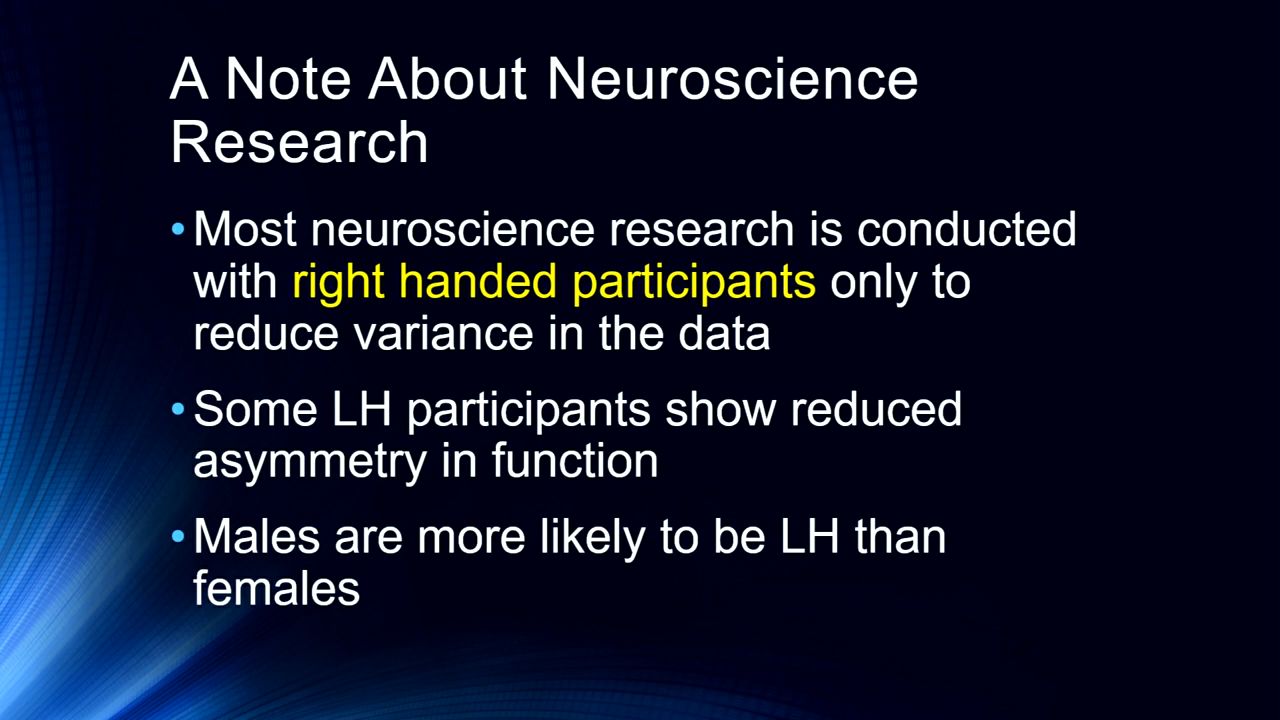 A Note About Neuroscience
Research
• Most neuroscience research is conducted
with right handed participants only to
reduce variance in the data
• Some LH participants show reduced
asymmetry in function
• Males are more likely to be LH than
females